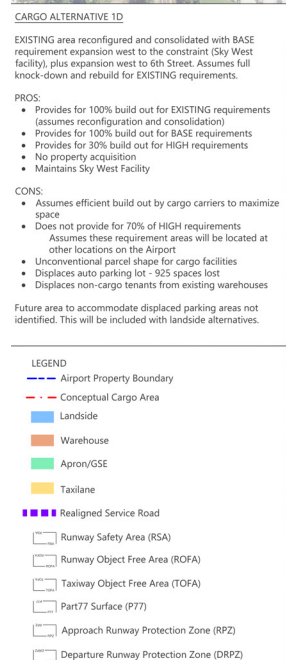 CARGO ALTERNATIVE 1D
EXISTING area reconfigured and consolidated with BASE
requirement expansion west to the constraint (Sky West
facility), plus expansion west to 6th Street. Assumes full
knock-down and rebuild for EXISTING requirements.
PROS:
• Provides for 100% build out for EXISTING requirements
(assumes reconfiguration and consolidation)
• Provides for 100% build out for BASE requirements
• Provides for 30% build out for HIGH requirements
• No property acquisition
• Maintains Sky West Facility
CONS:
• Assumes efficient build out by cargo carriers to maximize
space
• Does not provide for 70% of HIGH requirements
Assumes these requirement areas will be located at
other locations on the Airport
• Unconventional parcel shape for cargo facilities
• Displaces auto parking lot - 925 spaces lost
• Displaces non-cargo tenants from existing warehouses
Future area to accommodate displaced parking areas not
identified. This will be included with landside alternatives.
LEGEND
Airport Property Boundary
Conceptual Cargo Area
Landside
Warehouse
Apron/GSE
Taxilane
Realigned Service Road
Runway Safety Area (RSA)
Runway Object Free Area (ROFA)
Taxiway Object Free Area (TOFA)
Part77 Surface (P77)
Approach Runway Protection Zone (RPZ)
Departure Runway Protection Zone (DRPZ)